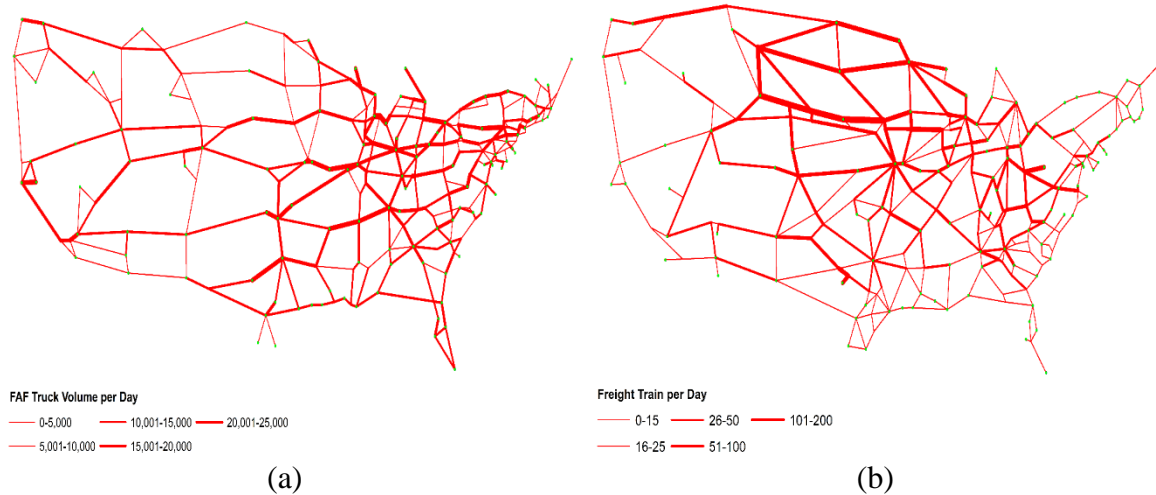 FAF Truck Volume per Day
0-5,000 10,001-15,000 20,001-25,000
5,001-10,000 15,001-20,000
(a)
Freight Train per Day
0-15 26-50 101-200
16-25 51-100
(b)